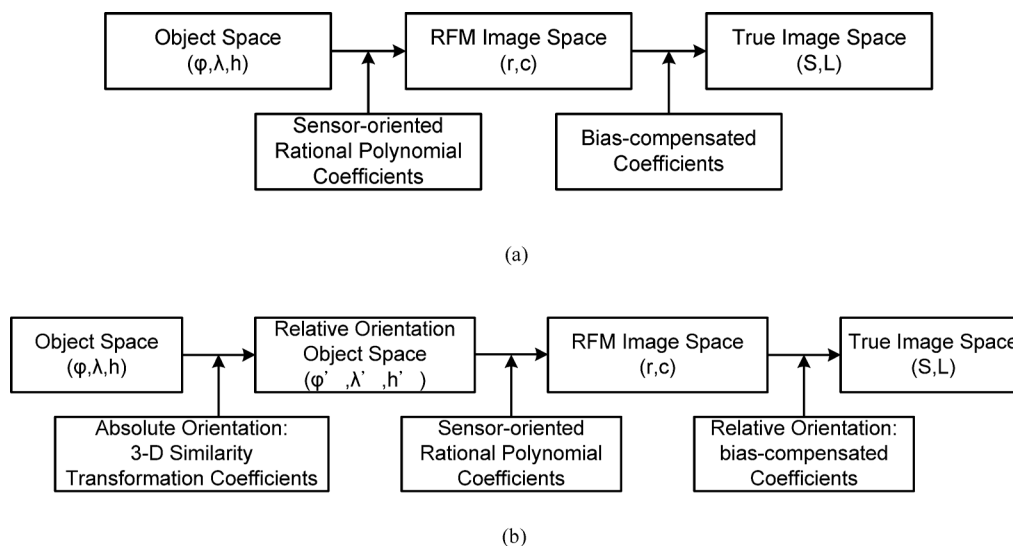 Object Space
(φ,λ,h)
RFM Image Space
(r,c)
True Image Space
(S,L)
Sensor-oriented
Rational Polynomial
Coefficients
Bias-compensated
Coefficients
(a)
Object Space
(φ,λ,h)
Relative Orientation
Object Space
(φ' ,λ' ,h' )
RFM Image Space
(r,c)
True Image Space
(S,L)
Absolute Orientation:
3-D Similarity
Transformation Coefficients
Sensor-oriented
Rational Polynomial
Coefficients
Relative Orientation:
bias-compensated
Coefficients
(b)